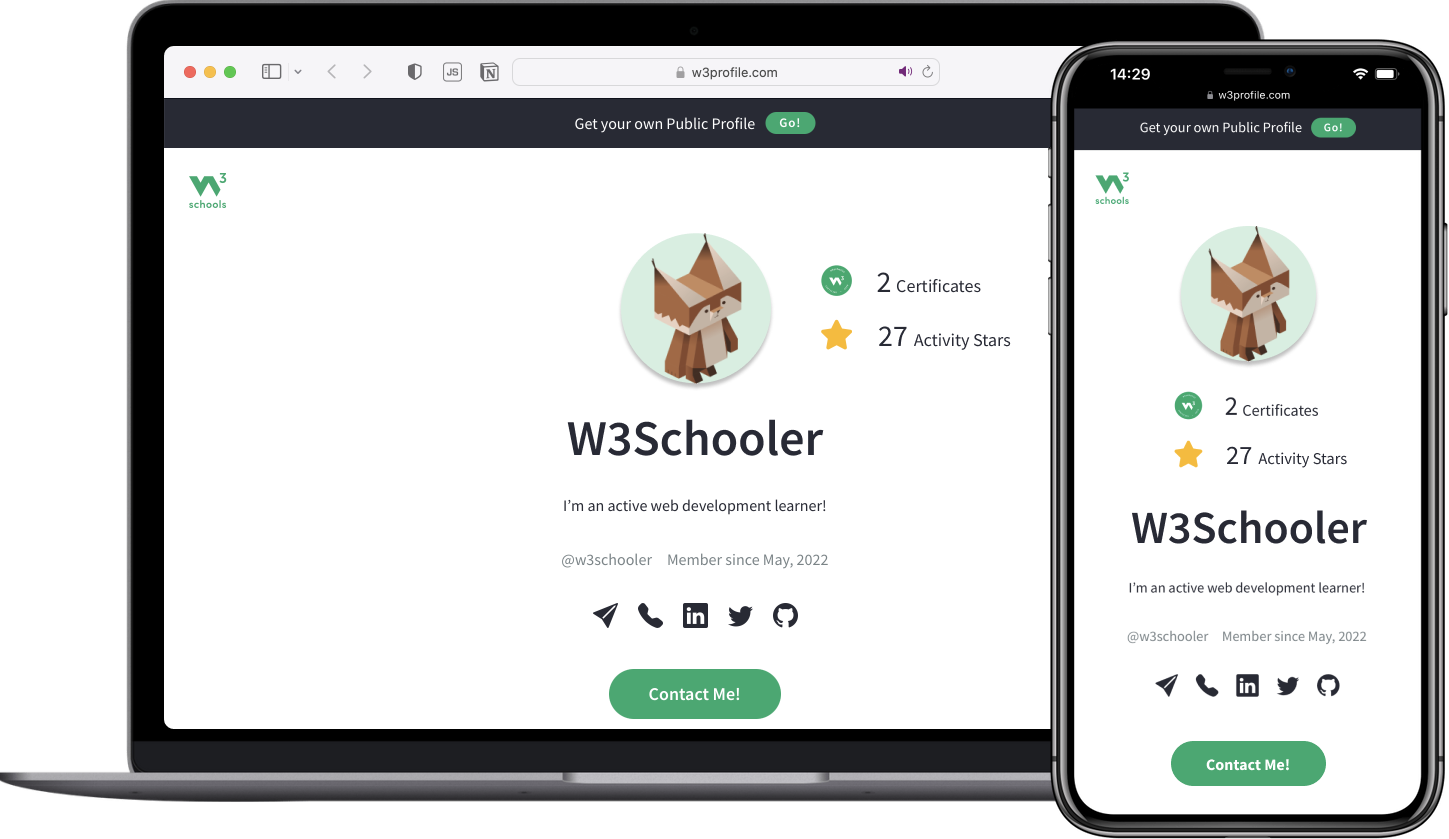 JS
N
w3profile.com
Get your own Public Profile Go!
W3
schools
2 Certificates
27 Activity Stars
W3Schooler
I’m an active web development learner!
@w3schooler Member since May, 2022
in
Contact Me!
14:29
w3profile.com
Get your own Public Profile Go!
W3
schools
2 Certificates
27 Activity Stars
W3Schooler
I’m an active web development learner!
@w3schooler Member since May, 2022
in
Contact Me!